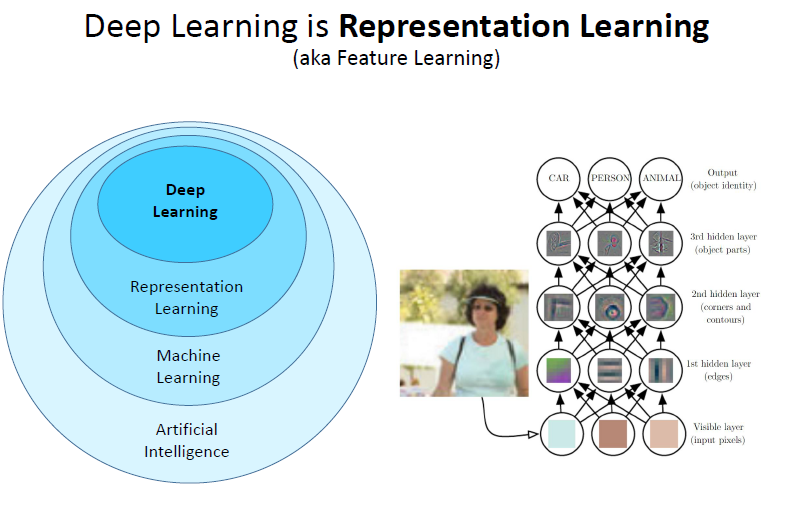 Deep Learning is Representation Learning
(aka Feature Learning)
Deep
Learning
Representation
Learning
Machine
Learning
Artificial
Intelligence
CAR PERSON ANIMAL
Output
(object identity)
3rd hidden layer
(object parts)
2nd hidden layer
(corners and
contours)
1st hidden layer
(edges)
Visible layer
(input pixels)